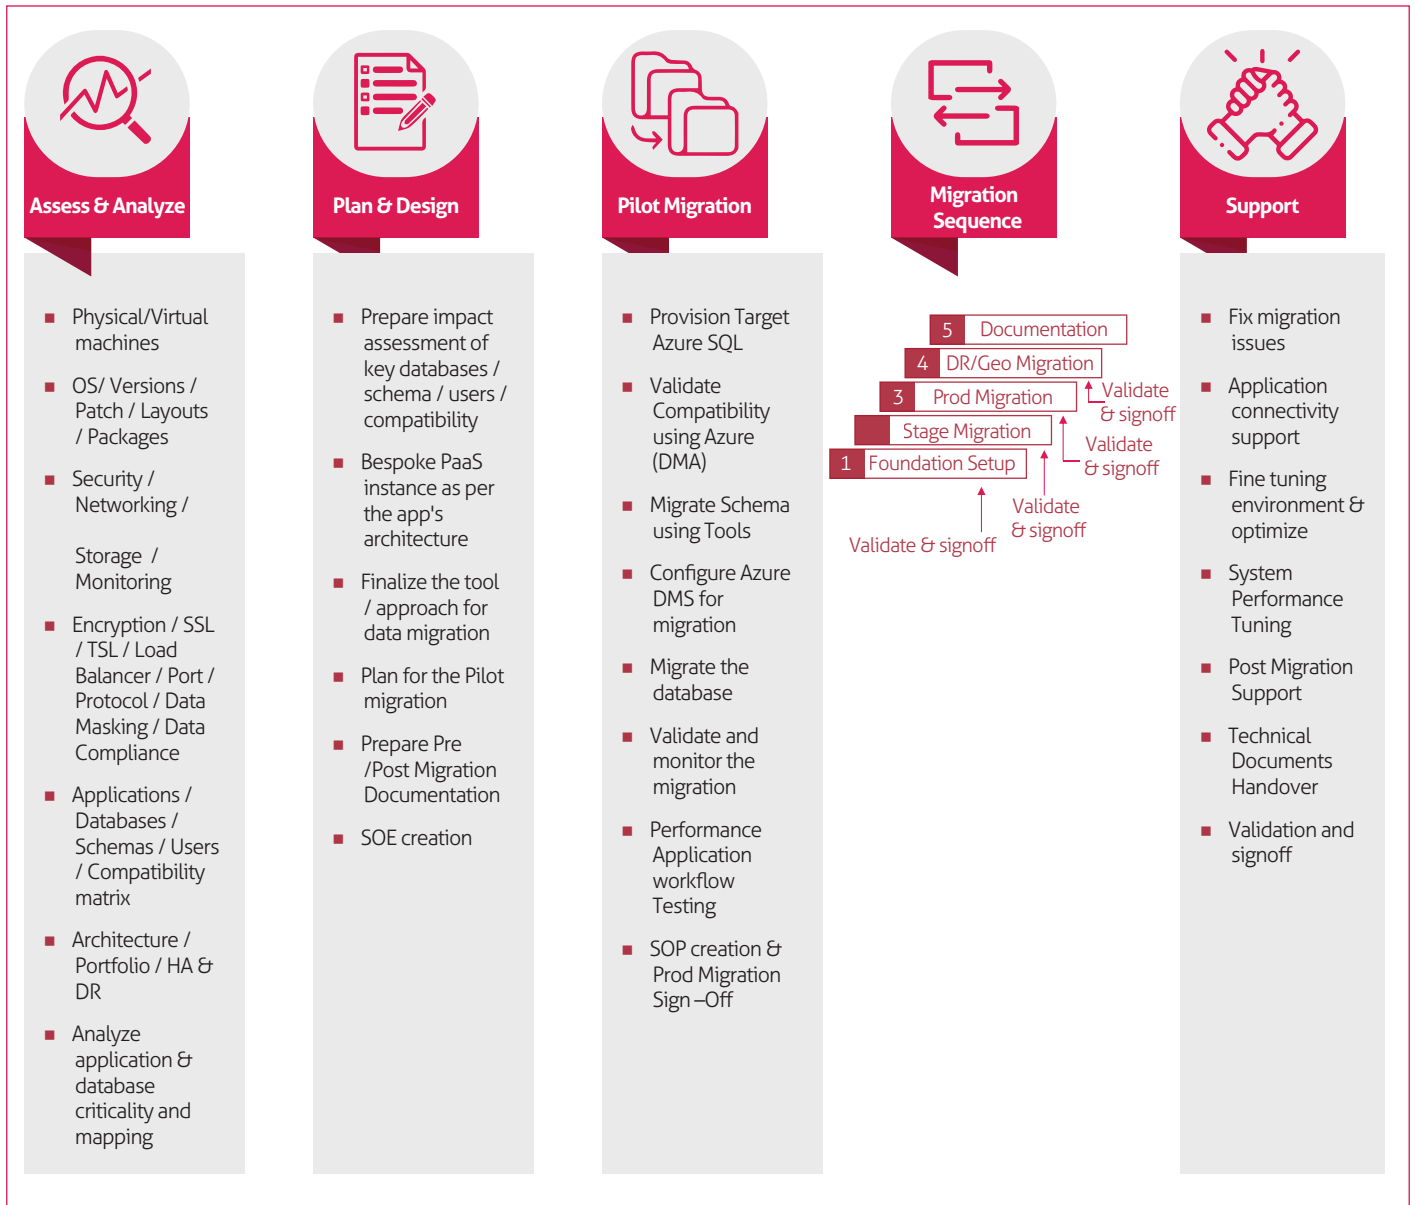 Assess & Analyze
Physical/Virtual
machines
OS/ Versions /
Patch / Layouts
/ Packages
Security /
Networking /
Storage /
Monitoring
Encryption / SSL
/ TSL / Load
Balancer / Port /
Protocol / Data
Masking / Data
Compliance
Applications /
Databases /
Schemas / Users
/ Compatibility
matrix
Architecture /
Portfolio / HA &
DR
Analyze
application &
database
criticality and
mapping
Plan & Design
Prepare impact
assessment of
key databases /
schema / users /
compatibility
Bespoke PaaS
instance as per
the app's
architecture
Finalize the tool
/ approach for
data migration
Plan for the Pilot
migration
Prepare Pre
/Post Migration
Documentation
SOE creation
Pilot Migration
Provision Target
Azure SQL
Validate
Compatibility
using Azure
(DMA)
Migrate Schema
using Tools
Configure Azure
DMS for
migration
Migrate the
database
Validate and
monitor the
migration
Performance
Application
workflow
Testing
SOP creation &
Prod Migration
Sign –Off
Migration
Sequence
5 Documentation
4 DR/Geo Migration
Validate
& signoff
3 Prod Migration
Validate
& signoff
Stage Migration
Validate
& signoff
1 Foundation Setup
Validate & signoff
Support
Fix migration
issues
Application
connectivity
support
Fine tuning
environment &
optimize
System
Performance
Tuning
Post Migration
Support
Technical
Documents
Handover
Validation and
signoff